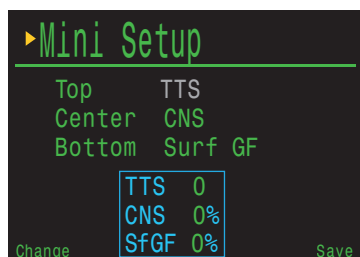 Mini Setup
Top TTS
Center CNS
Bottom Surf GF
TTS 0
CNS 0%
SfGF 0%
Change Save